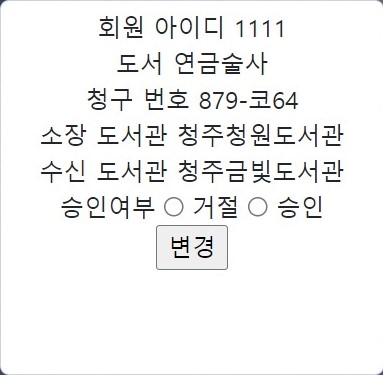 회원 아이디 1111
도서 연금술사
청구 번호 879-코64
소장 도서관 청주청원도서관
수신 도서관 청주금빛도서관
승인여부 거절 승인
변경